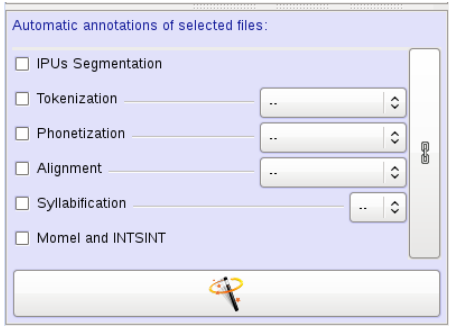 Automatic annotations of selected files:
IPUs Segmentation
Tokenization --
Phonetization --
Alignment --
Syllabification --
Momel and INTSINT